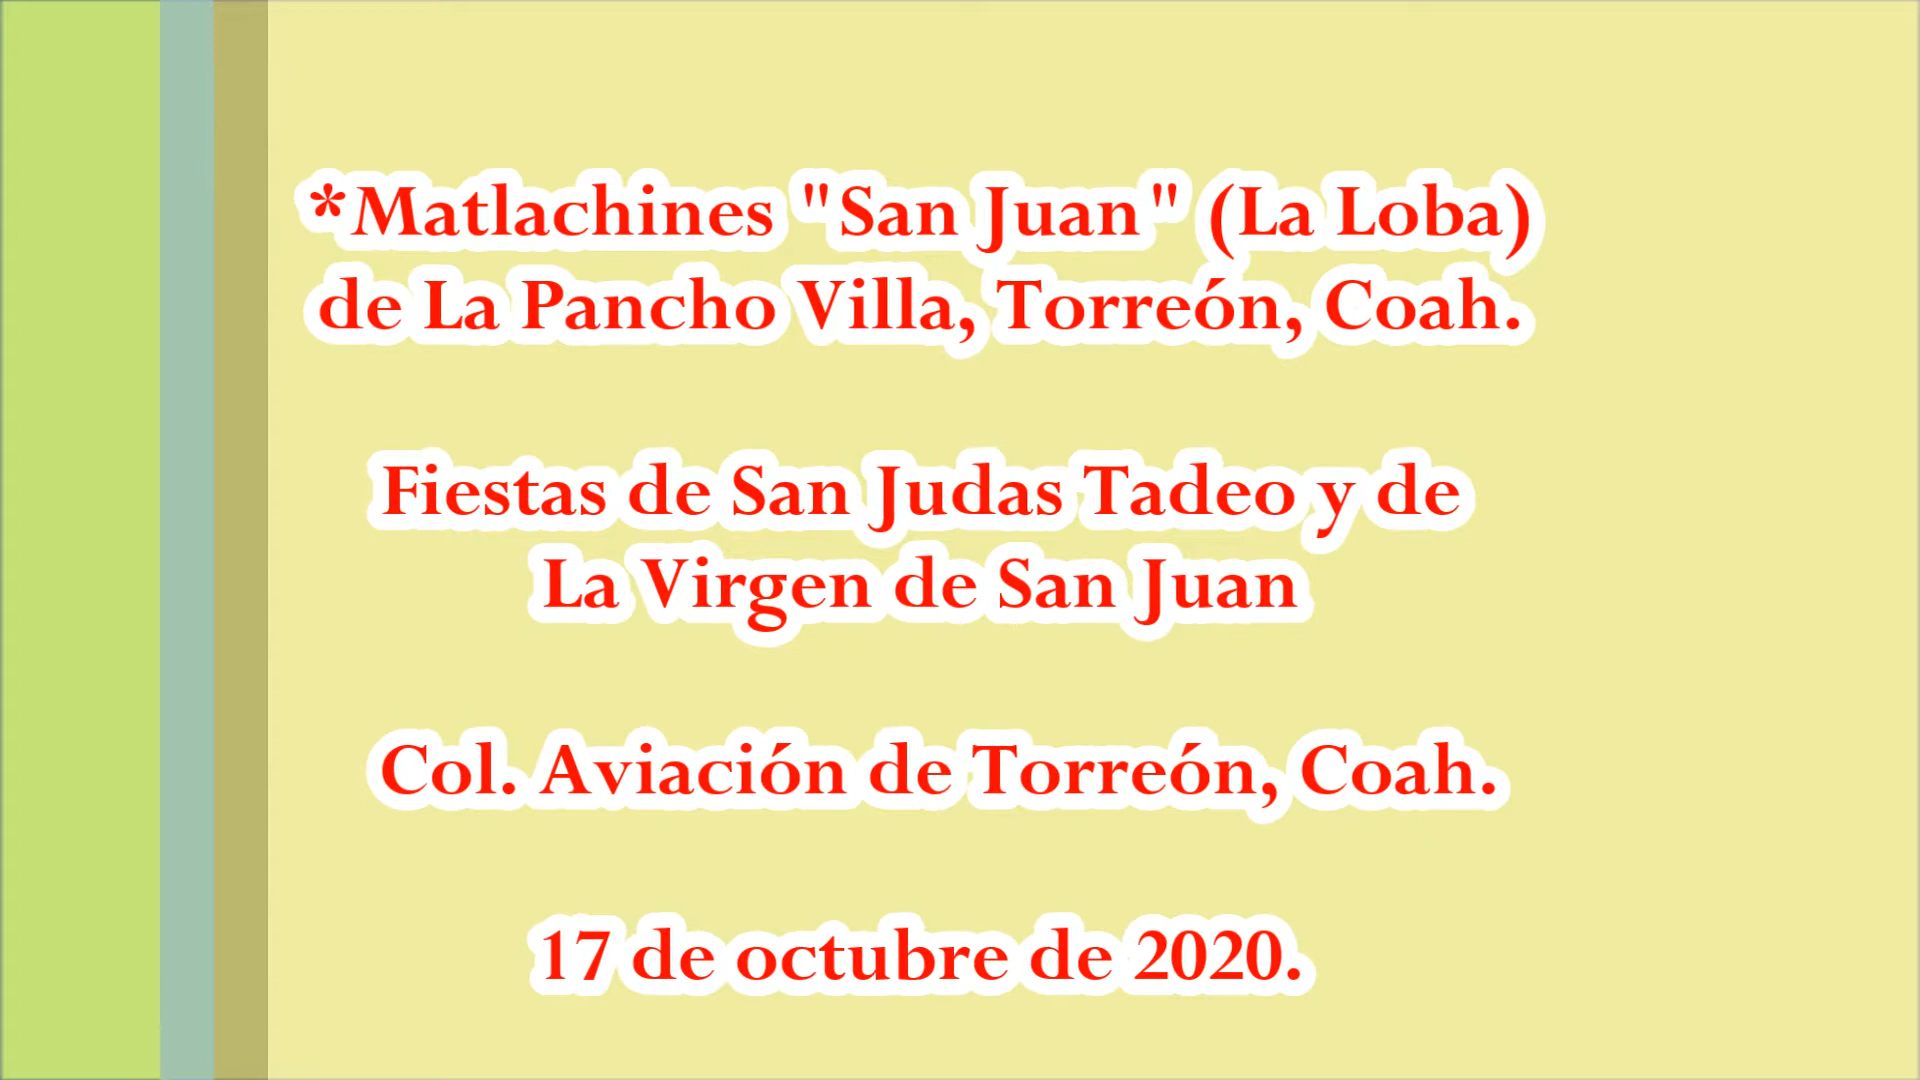 *Matlachines "San Juan" (La Loba)
de La Pancho Villa, Torreón, Coah.
Fiestas de San Judas Tadeo y de
La Virgen de San Juan
Col. Aviación de Torreón, Coah.
17 de octubre de 2020.